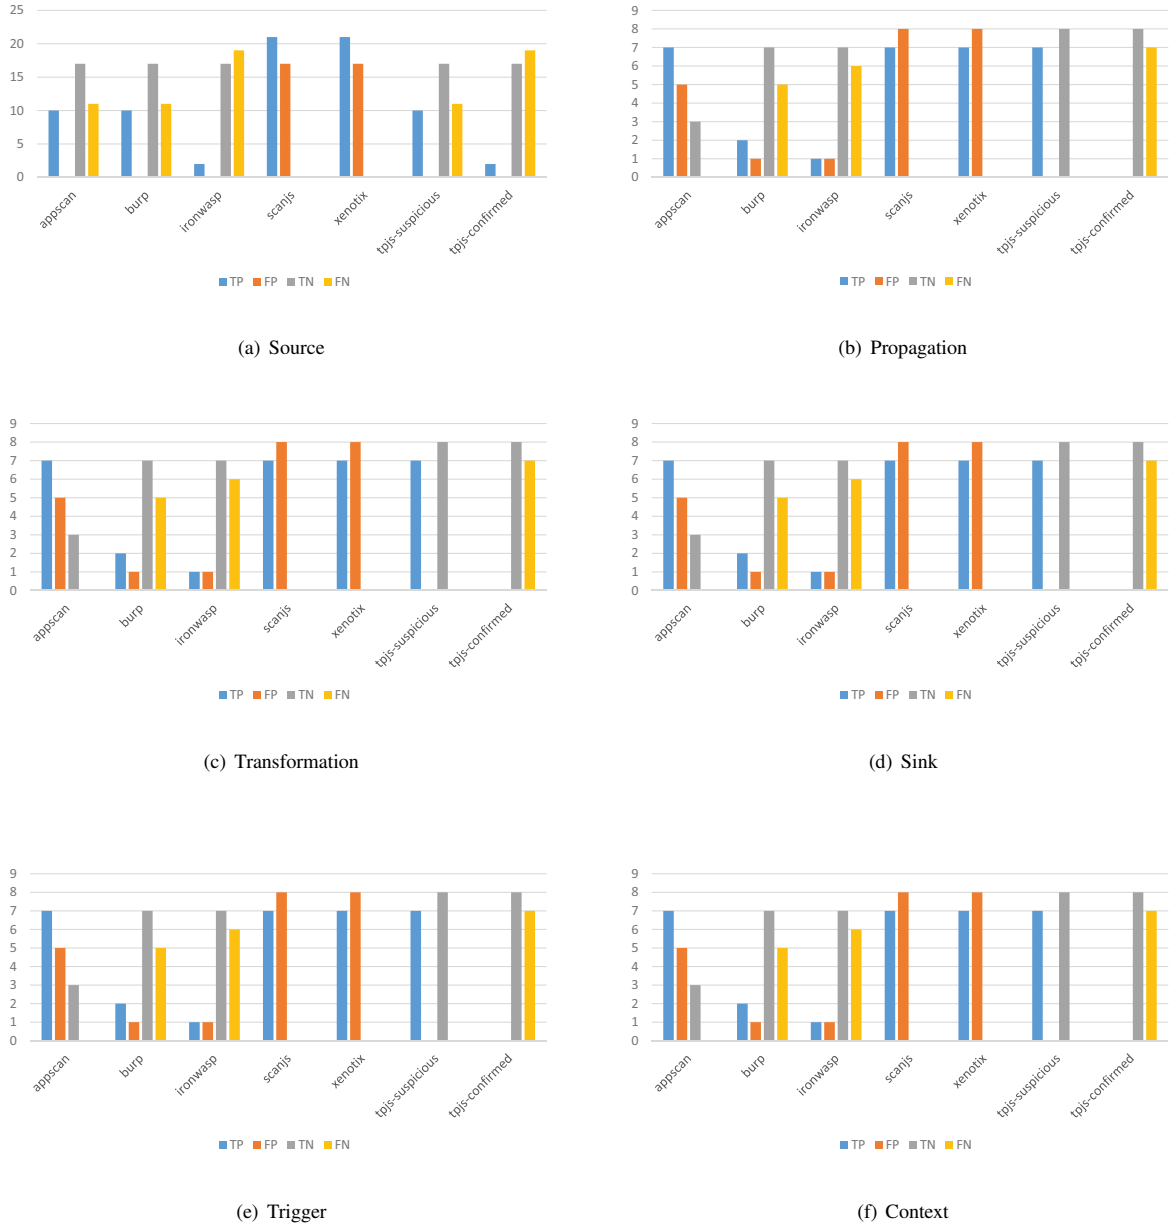 25
20
15
10
5
0
appscan
burp
ironwasp
scanjs
xenotix
tpjs-suspicious
tpjs-confirmed
TP FP TN FN
(a) Source
9
8
7
6
5
4
3
2
1
0
appscan
burp
ironwasp
scanjs
xenotix
tpjs-suspicious
tpjs-confirmed
TP FP TN FN
(b) Propagation
9
8
7
6
5
4
3
2
1
0
appscan
burp
ironwasp
scanjs
xenotix
tpjs-suspicious
tpjs-confirmed
TP FP TN FN
(c) Transformation
9
8
7
6
5
4
3
2
1
0
appscan
burp
ironwasp
scanjs
xenotix
tpjs-suspicious
tpjs-confirmed
TP FP TN FN
(d) Sink
9
8
7
6
5
4
3
2
1
0
appscan
burp
ironwasp
scanjs
xenotix
tpjs-suspicious
tpjs-confirmed
TP FP TN FN
(e) Trigger
9
8
7
6
5
4
3
2
1
0
appscan
burp
ironwasp
scanjs
xenotix
tpjs-suspicious
tpjs-confirmed
TP FP TN FN
(f) Context